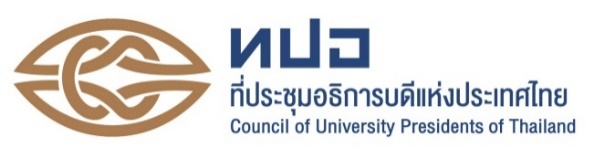 ทปอ
ที่ประชุมอธิการบดีแห่งประเทศไทย
Council of University Presidents of Thailand